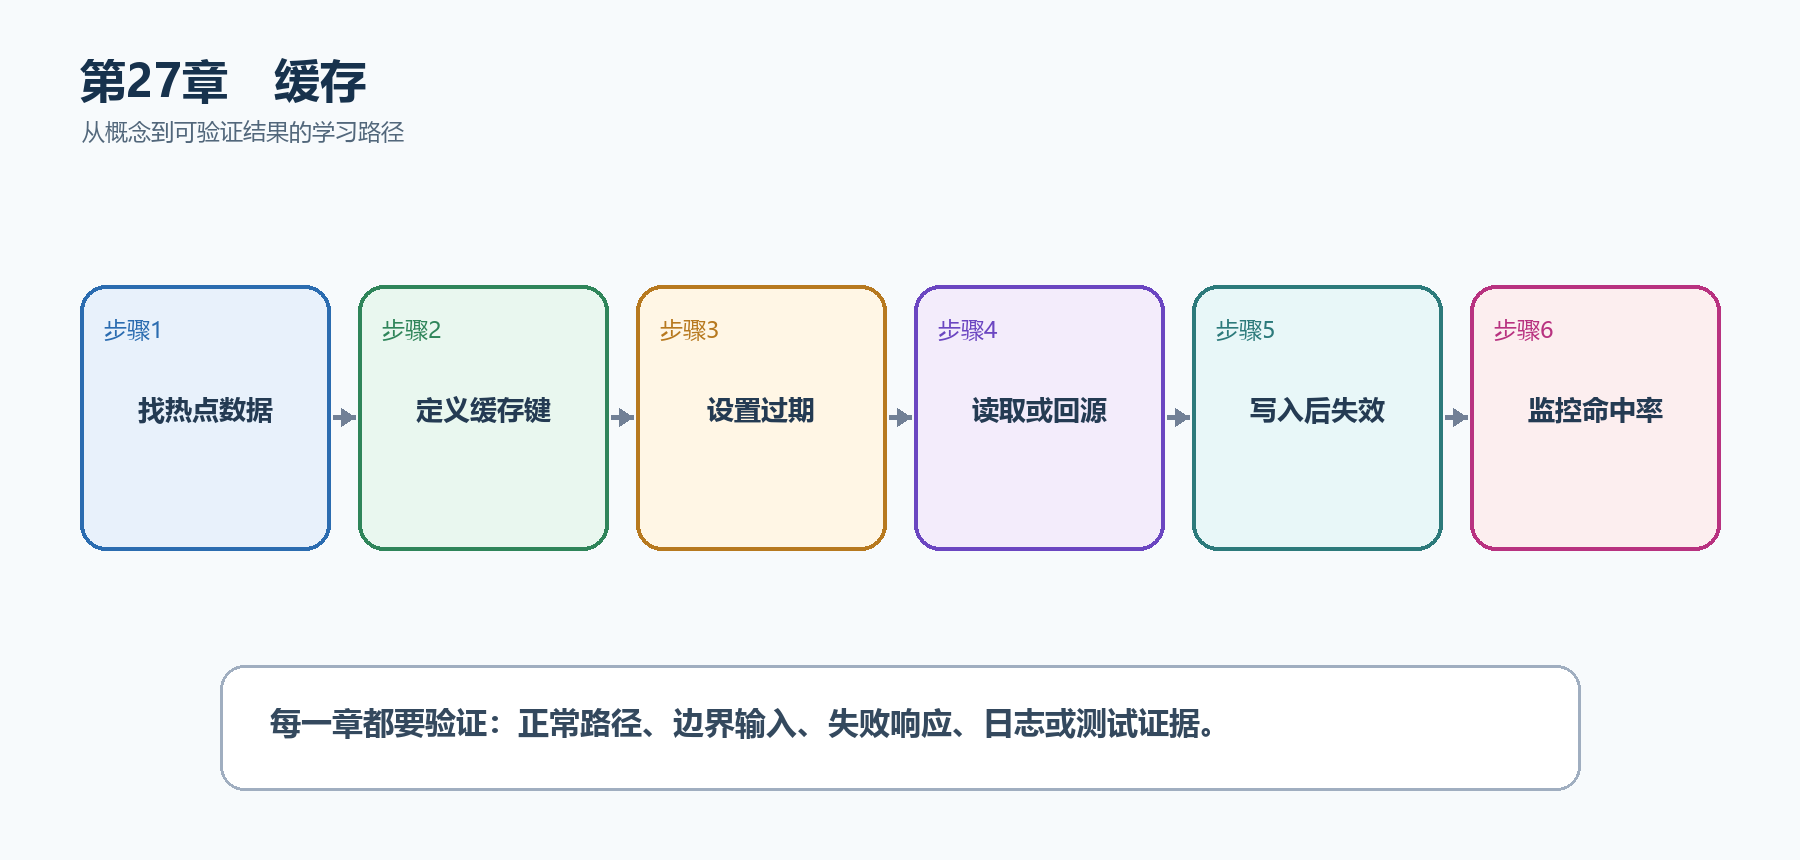 第27章　缓存
从概念到可验证结果的学习路径
步骤1
找热点数据
步骤2
定义缓存键
步骤3
设置过期
步骤4
读取或回源
步骤5
写入后失效
步骤6
监控命中率
每一章都要验证：正常路径、边界输入、失败响应、日志或测试证据。